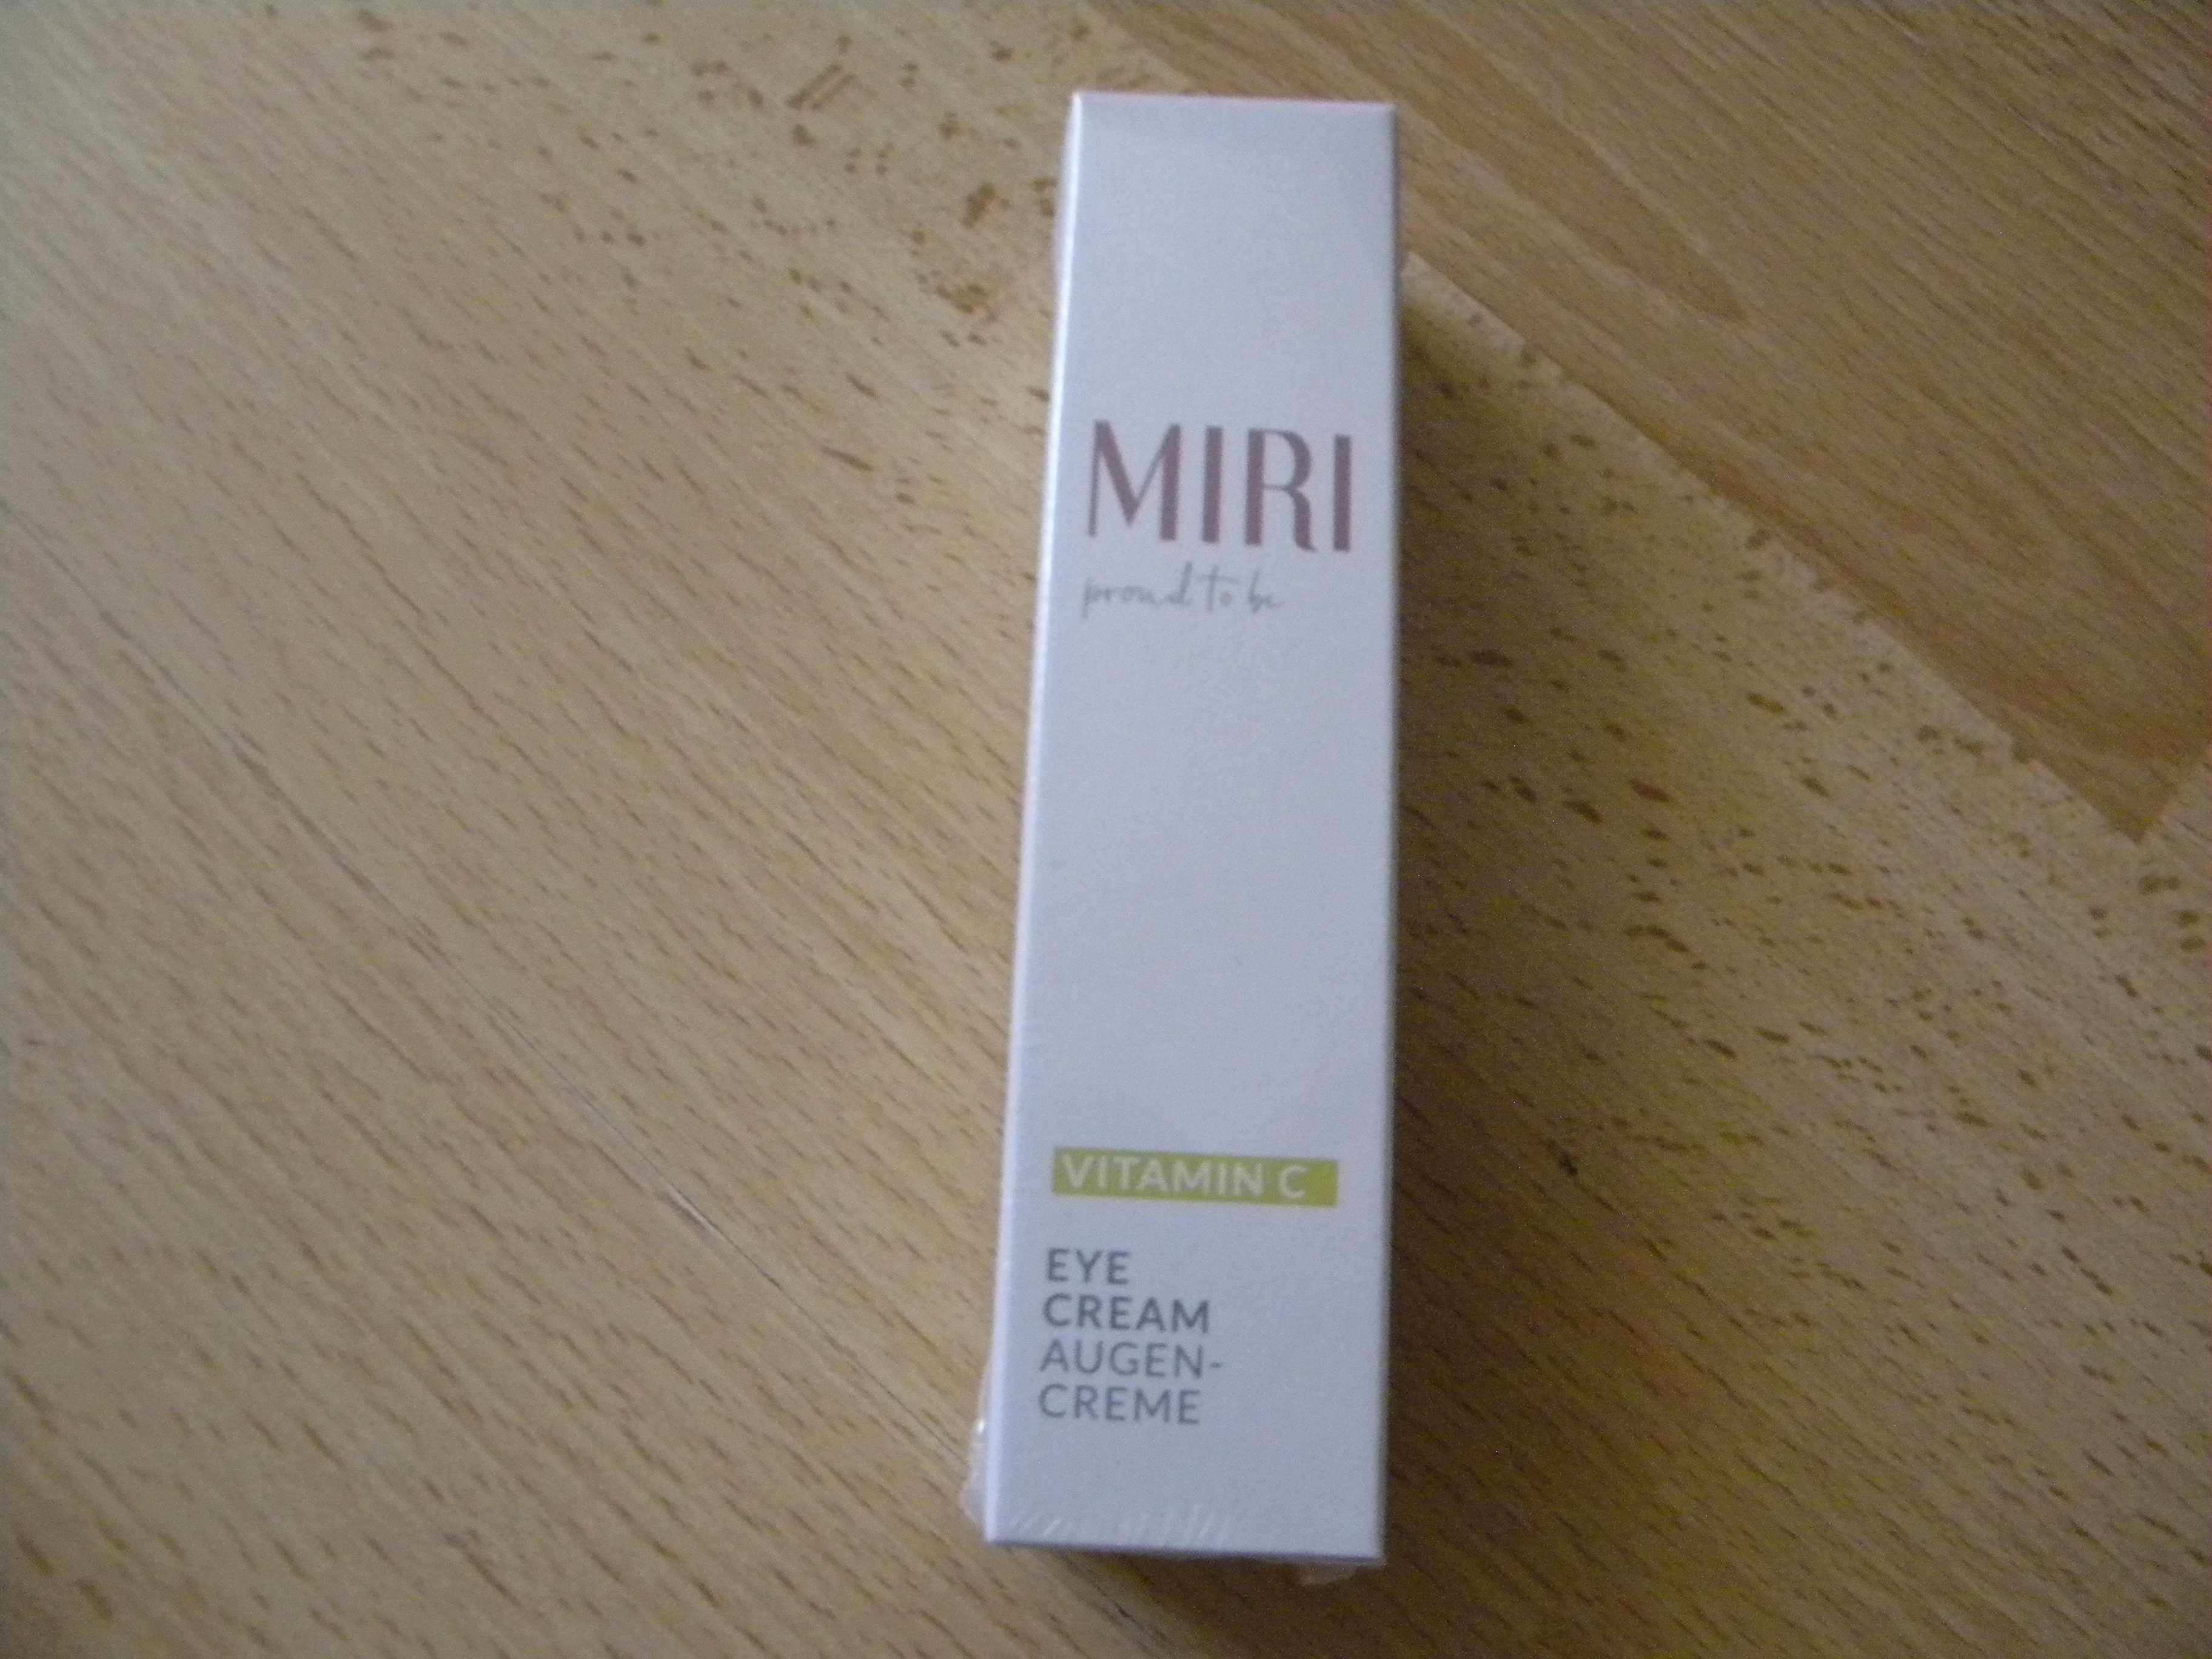 MIRI
proud to be
VITAMIN C
EYE
CREAM
AUGEN-
CREME